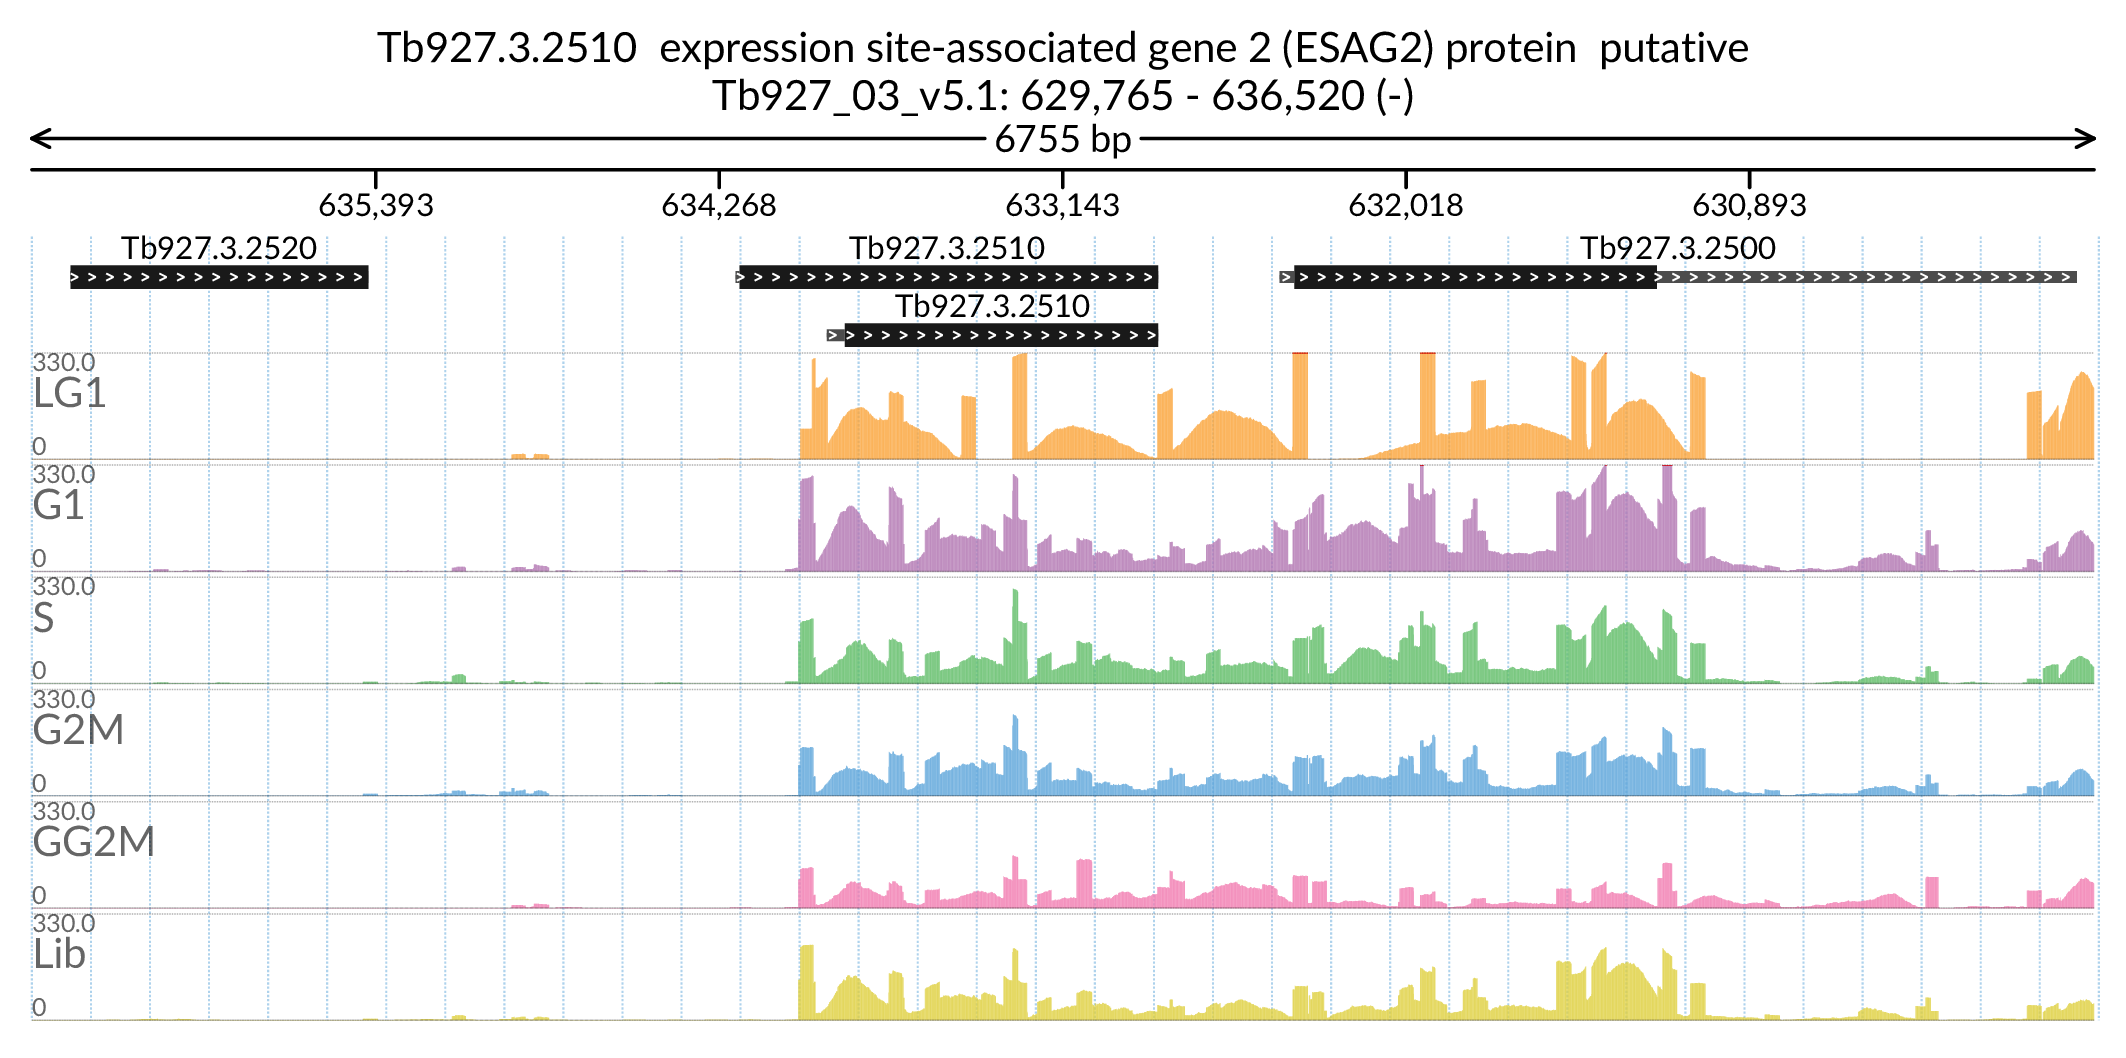 Tb927.3.2510  expression site-associated gene 2 (ESAG2) protein  putative
Tb927_03_v5.1: 629,765 - 636,520 (-)
6755 bp
635,393 634,268 633,143 632,018 630,893
Tb927.3.2520 Tb927.3.2510 Tb927.3.2500
Tb927.3.2510
330.0
LG1
0
330.0
G1
0
330.0
S
0
330.0
G2M
0
330.0
GG2M
0
330.0
Lib
0